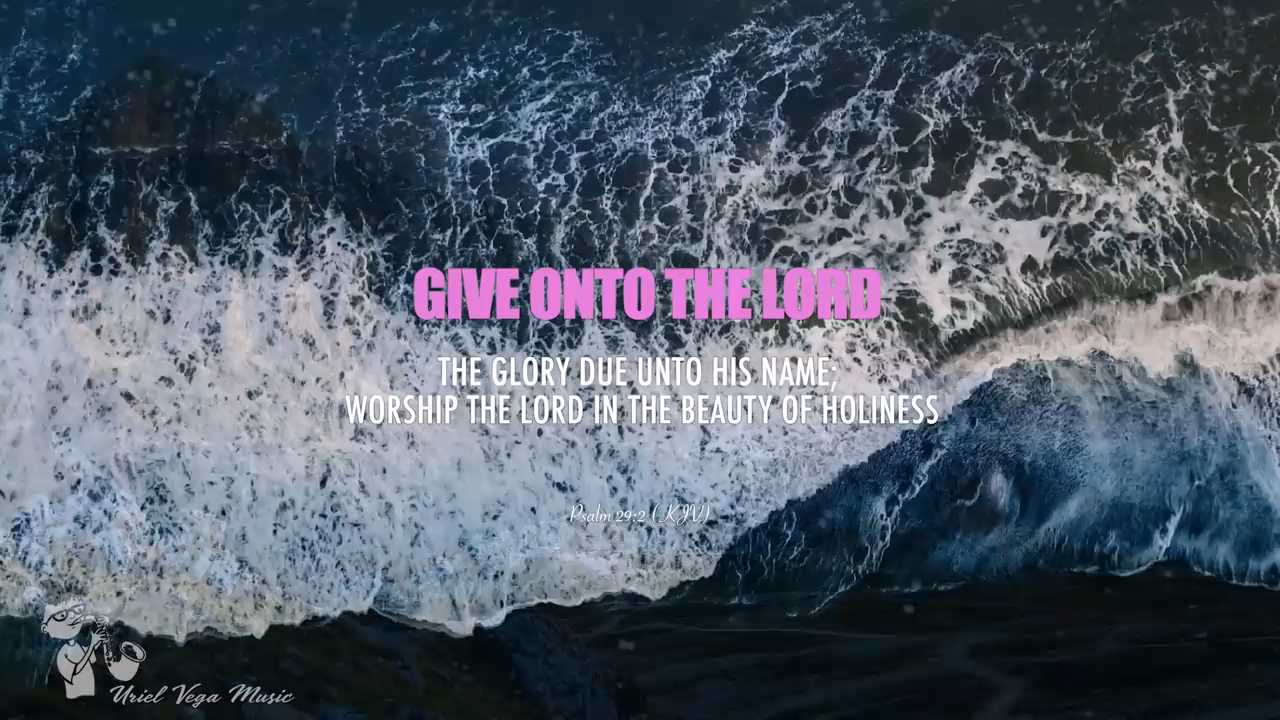 GIVE ONTO THE LORD
THE GLORY DUE UNTO HIS NAME;
WORSHIP THE LORD IN THE BEAUTY OF HOLINESS
Psalm 29:2 (KJV)
Uriel Vega Music